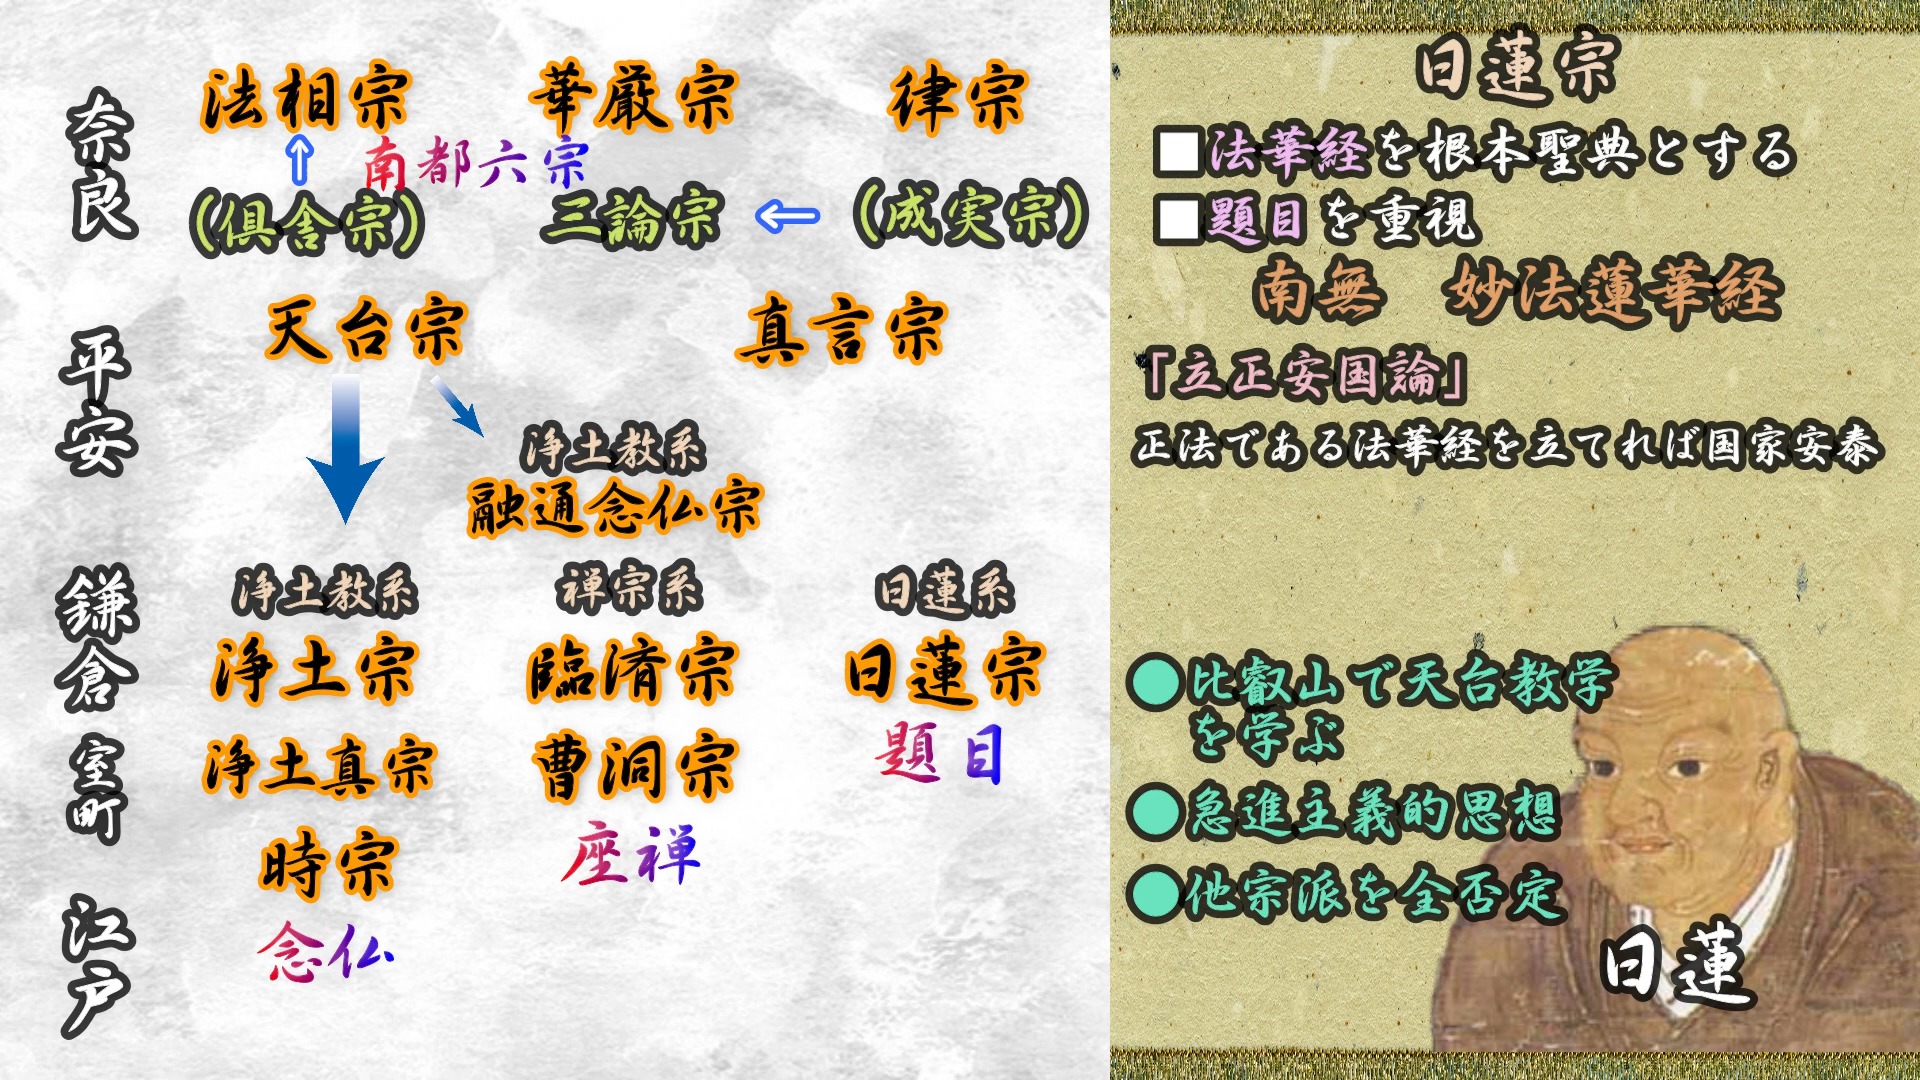 奈良
法相宗 華厳宗 律宗
南都六宗
(倶舎宗) 三論宗 (成実宗)
平安
天台宗 真言宗
浄土教系
融通念仏宗
鎌倉
浄土教系 禅宗系 日蓮系
浄土宗 臨済宗 日蓮宗
室町
浄土真宗 曹洞宗 題目
時宗 座禅
江戸
念仏
日蓮宗
■法華経を根本聖典とする
■題目を重視
南無 妙法蓮華経
「立正安国論」
正法である法華経を立てれば国家安泰
●比叡山で天台教学
を学ぶ
●急進主義的思想
●他宗派を全否定
日蓮